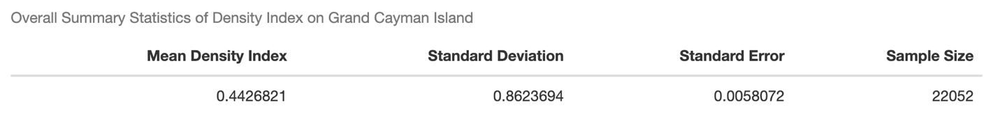 Overall Summary Statistics of Density Index on Grand Cayman Island
Mean Density Index Standard Deviation Standard Error Sample Size
0.4426821 0.8623694 0.0058072 22052